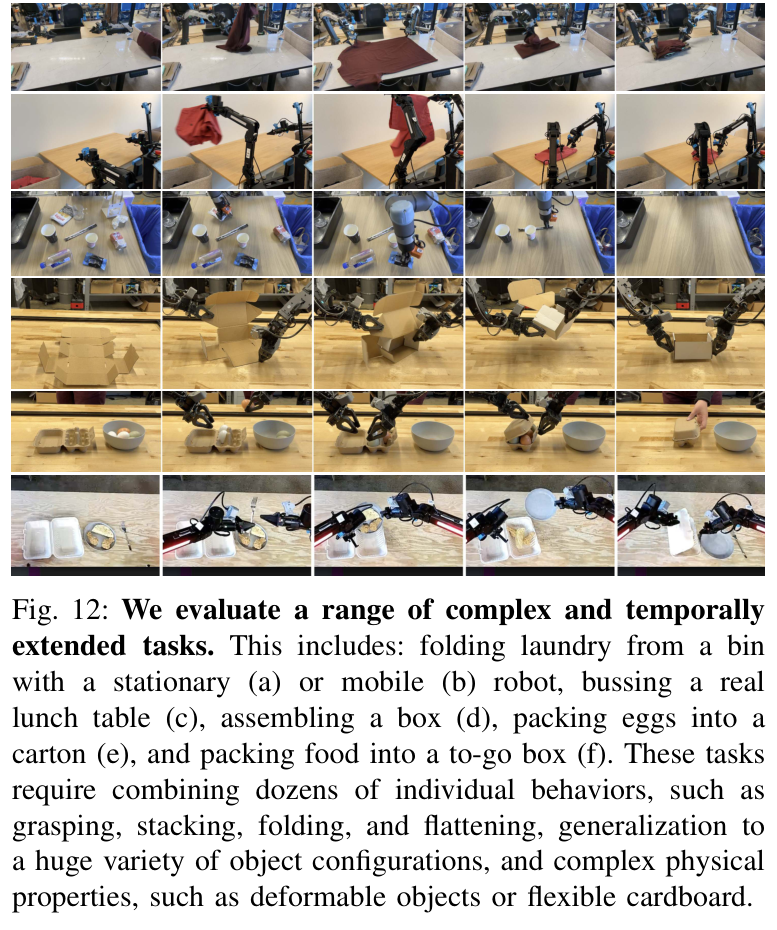 Fig. 12: We evaluate a range of complex and temporally
extended tasks. This includes: folding laundry from a bin
with a stationary (a) or mobile (b) robot, bussing a real
lunch table (c), assembling a box (d), packing eggs into a
carton (e), and packing food into a to-go box (f). These tasks
require combining dozens of individual behaviors, such as
grasping, stacking, folding, and flattening, generalization to
a huge variety of object configurations, and complex physical
properties, such as deformable objects or flexible cardboard.